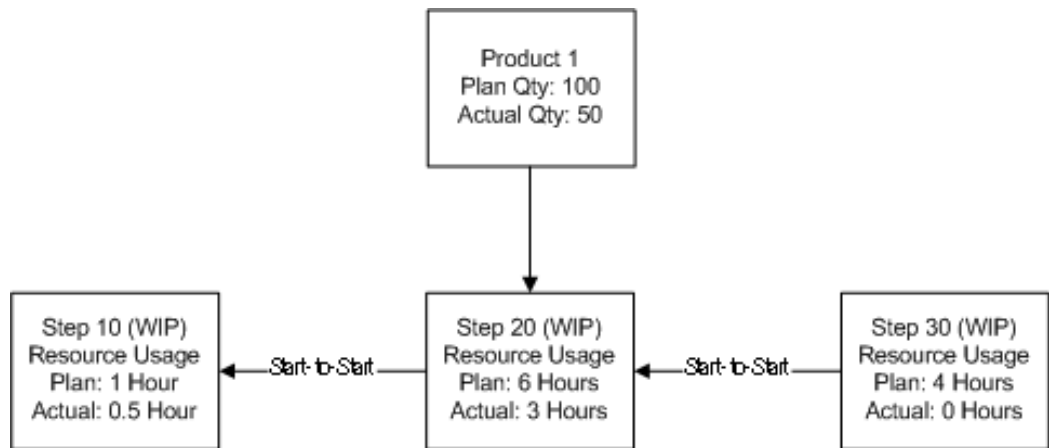 Product 1
Plan Qty: 100
Actual Qty: 50
Step 10 (WIP)
Resource Usage
Plan: 1 Hour
Actual: 0.5 Hour
Start-to-Start
Step 20 (WIP)
Resource Usage
Plan: 6 Hours
Actual: 3 Hours
Start-to-Start
Step 30 (WIP)
Resource Usage
Plan: 4 Hours
Actual: 0 Hours